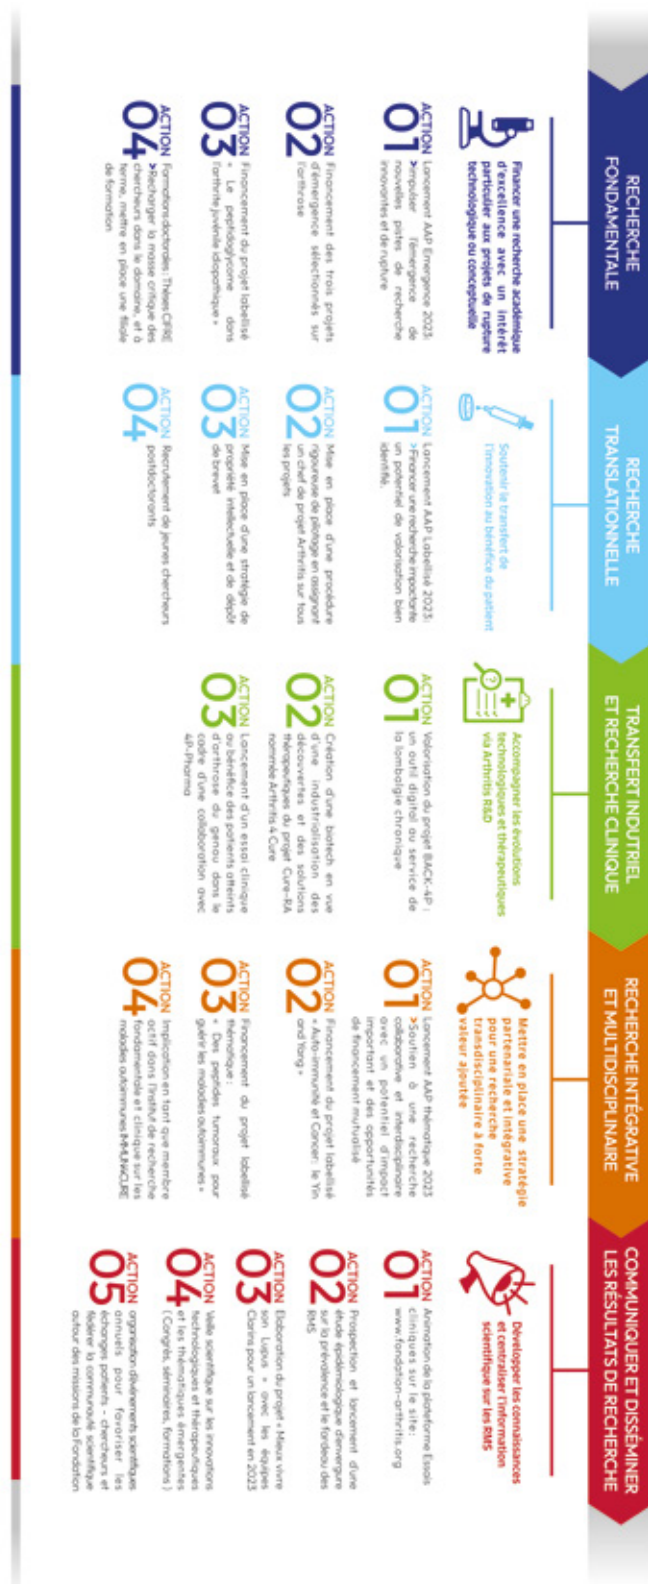 RECHERCHE
FONDAMENTALE
Financer une recherche académique
d'excellence avec un intérêt
particulier aux projets de rupture
technologique ou conceptuelle
ACTION
01
Lancement AAP Emergence 2023:
>Impulser l'émergence de
nouvelles pistes de recherche
innovantes et de rupture
ACTION
02
Financement des trois projets
d'émergence sélectionnés sur
l'arthrose
ACTION
03
Financement du projet labellisé
« Le peptidoglycane dans
l'arthrite juvénile idiopathique »
ACTION
04
Formations doctorales: Thèses CIFRE
>Recharger la masse critique des
chercheurs dans le domaine, et à
terme, mettre en place une filiale
de formation
RECHERCHE
TRANSLATIONNELLE
Soutenir le transfert de
l'innovation au bénéfice du patient
ACTION
01
Lancement AAP Labellisé 2023:
>Financer une recherche impactante
un potentiel de valorisation bien
identifié.
ACTION
02
Mise en place d'une procédure
rigoureuse de pilotage en assignant
un chef de projet Arthritis sur tous
les projets
ACTION
03
Mise en place d'une stratégie de
propriété intellectuelle et de dépôt
de brevet
ACTION
04
Recrutement de jeunes chercheurs
postdoctorants
TRANSFERT INDUTRIEL
ET RECHERCHE CLINIQUE
Accompagner les évolutions
technologiques et thérapeutiques
via Arthritis R&D
ACTION
01
Valorisation du projet BACK-4P :
un outil digital au service de
la lombalgie chronique
ACTION
02
Création d'une biotech en vue
d'une industrialisation des
découvertes et des solutions
thérapeutiques du projet Cure-RA
nommée Arthritis 4 Cure
ACTION
03
Lancement d'un essai clinique
au bénéfice des patients atteints
d'arthrose du genou dans le
cadre d'une collaboration avec
4P-Pharma
RECHERCHE INTÉGRATIVE
ET MULTIDISCIPLINAIRE
Mettre en place une stratégie
partenariale et intégrative
pour une recherche
transdisciplinaire à forte
valeur ajoutée
ACTION
01
Lancement AAP thématique 2023
>Soutien à une recherche
collaborative et interdisciplinaire
avec un potentiel d'impact
important et des opportunités
de financement mutualisé
ACTION
02
Financement du projet labellisé
« Auto-immunité et Cancer: le Yin
and Yang »
ACTION
03
Financement du projet labellisé
thématique :
« Des peptides tumoraux pour
guérir les maladies autoimmunes »
ACTION
04
Implication en tant que membre
actif dans l'Institut de recherche
fondamentale et clinique sur les
maladies autoimmunes IMMUNACURE
COMMUNIQUER ET DISSÉMINER
LES RÉSULTATS DE RECHERCHE
Développer les connaissances
et centraliser l'information
scientifique sur les RMS
ACTION
01
Animation de la plateforme Essais
cliniques sur le site:
www.fondation-arthritis.org
ACTION
02
Prospection et lancement d'une
étude épidémiologique d'envergure
sur la prévalence et le fardeau des
RMS
ACTION
03
Elaboration du projet « Mieux vivre
son Lupus » avec les équipes
Clarins pour un lancement en 2023
ACTION
04
Veille scientifique sur les innovations
technologiques et thérapeutiques
et les thématiques émergentes
( Congrès, séminaires, formations )
ACTION
05
organisation d'événements scientifiques
annuels pour favoriser les
échanges patients - chercheurs et
fédérer la communauté scientifique
autour des missions de la Fondation